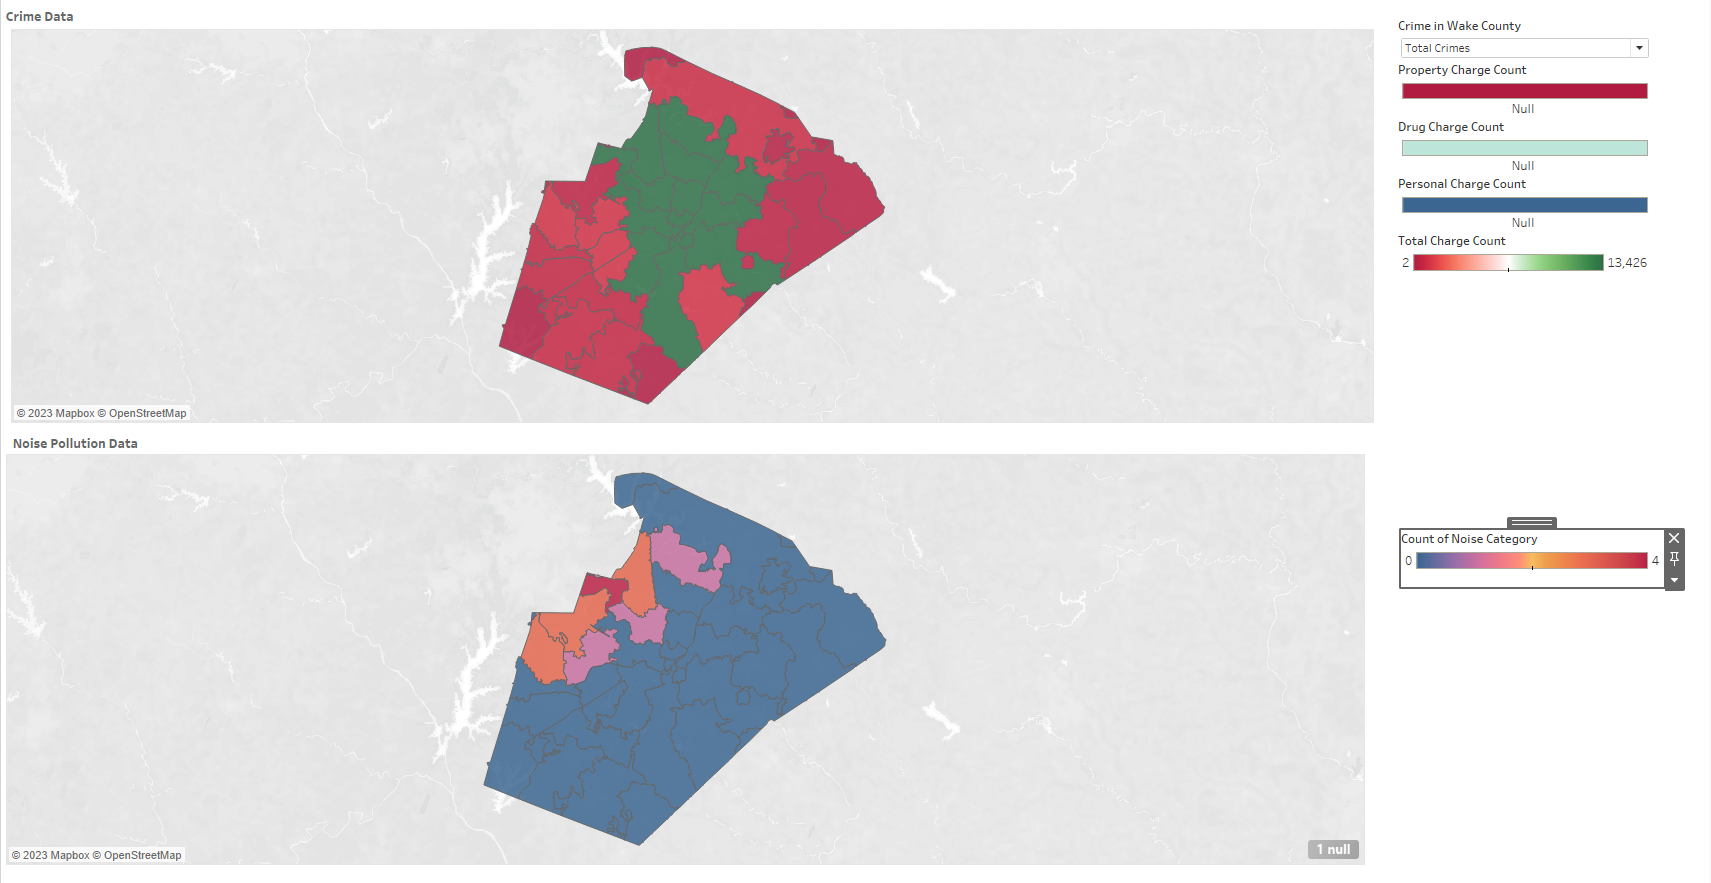 Crime Data
© 2023 Mapbox © OpenStreetMap
Crime in Wake County
Total Crimes
Property Charge Count
Null
Drug Charge Count
Null
Personal Charge Count
Null
Total Charge Count
2 13,426
Noise Pollution Data
© 2023 Mapbox © OpenStreetMap
1 null
Count of Noise Category
0 4